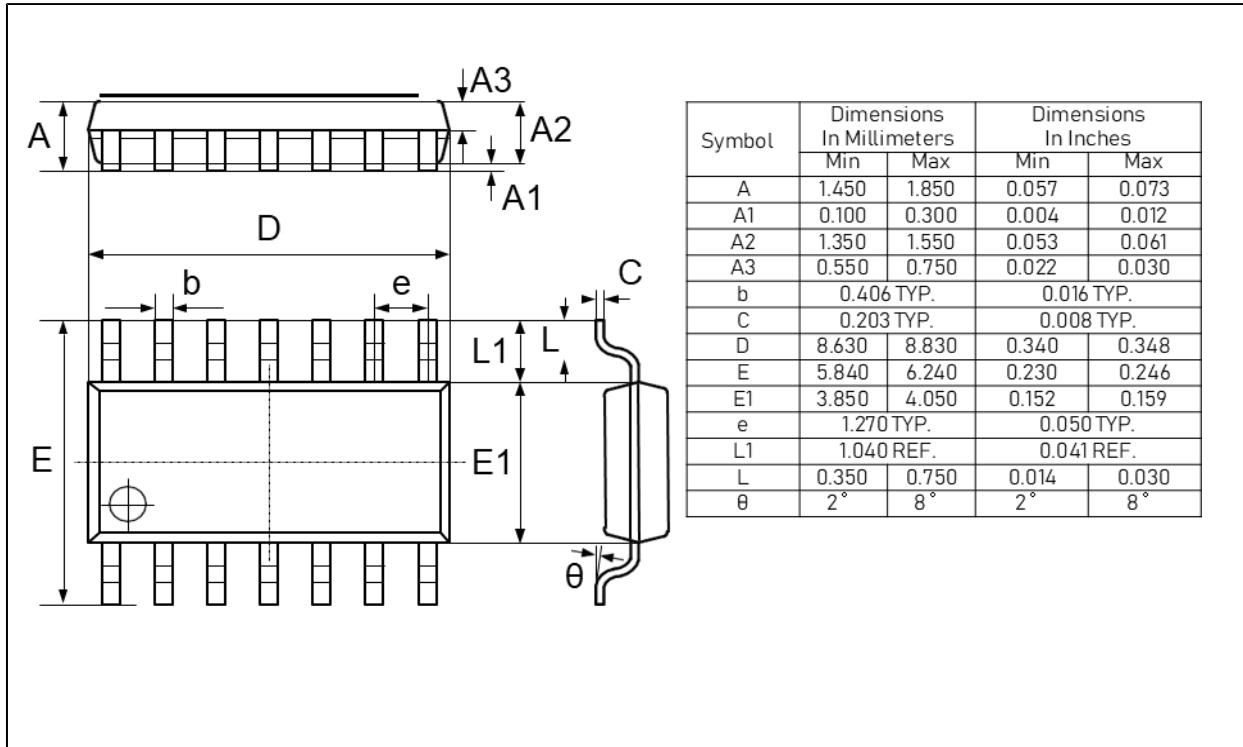 A3
A
A2
A1
D
b
e
C
L1
L
E
E1
θ
Symbol Dimensions In Millimeters Dimensions In Inches
Min Max Min Max
A 1.450 1.850 0.057 0.073
A1 0.100 0.300 0.004 0.012
A2 1.350 1.550 0.053 0.061
A3 0.550 0.750 0.022 0.030
b 0.406 TYP. 0.016 TYP.
C 0.203 TYP. 0.008 TYP.
D 8.630 8.830 0.340 0.348
E 5.840 6.240 0.230 0.246
E1 3.850 4.050 0.152 0.159
e 1.270 TYP. 0.050 TYP.
L1 1.040 REF. 0.041 REF.
L 0.350 0.750 0.014 0.030
θ 2° 8° 2° 8°